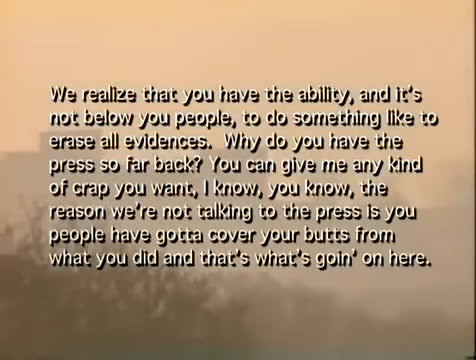 We realize that you have the ability, and it's
not below you people, to do something like to
erase all evidences.  Why do you have the
press so far back? You can give me any kind
of crap you want, I know, you know, the
reason we're not talking to the press is you
people have gotta cover your butts from
what you did and that's what's goin' on here.